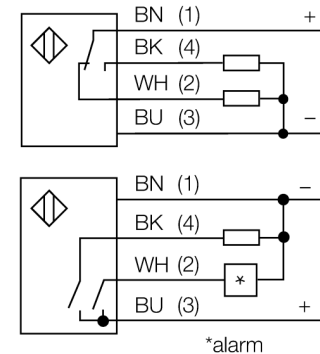 BN (1) +
BK (4)
WH (2)
BU (3) −
BN (1) −
BK (4)
WH (2)
*
BU (3) +
*alarm